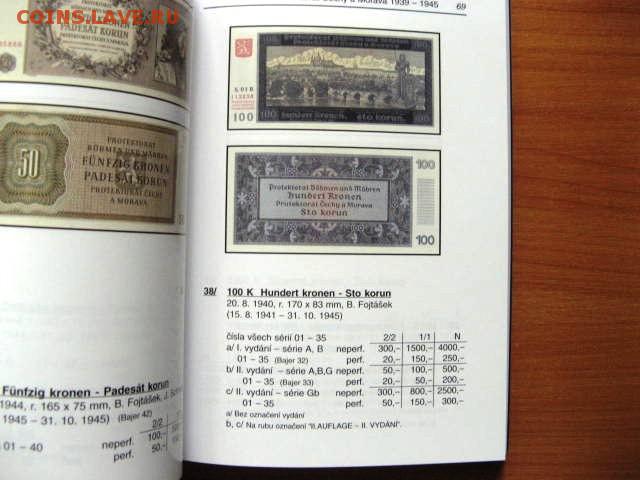 COINS.LAVE.RU
PADESÁT KORUN
PROTEKTORAT
BÖHMEN UND MÄHREN
FÜNFZIG KRONEN
PADESÁT KORUN
PROTEKTORÁT ČECHY
A MORAVA
50
Fünfzig kronen - Padesát korun
1944, r. 165 x 75 mm, B. Fojtášek, J.
– 31. 10. 1945) (Bajer 42)
2/2
01 – 40 neperf. 100,–
perf. 50,–
Čechy a Morava 1939 – 1945 69
100
hundert kronen, sto korun.
100
Protektorat Böhmen und Mähren
Hundert Kronen
Protektorát Čechy a Morava
Sto korun
100
100
38/ 100 K Hundert kronen - Sto korun
20. 8. 1940, r. 170 x 83 mm, B. Fojtášek
(15. 8. 1941 – 31. 10. 1945)
čísla všech sérií 01 – 35 2/2 1/1 N
a/ I. vydání – série A, B neperf. 300,– 1500,– 4000,–
01 – 35 (Bajer 32) perf. 20,– 150,– 250,–
b/ II. vydání – série A,B,G neperf. 50,– 100,– 500,–
01 – 35 (Bajer 33) perf. 20,– 50,– 200,–
c/ II. vydání – série Gb neperf. 300,– 800,– 2500,–
01 – 35 perf. 50,– 150,– 300,–
a/ Bez označení vydání
b, c/ Na rubu označení "II.AUFLAGE – II. VYDÁNÍ".